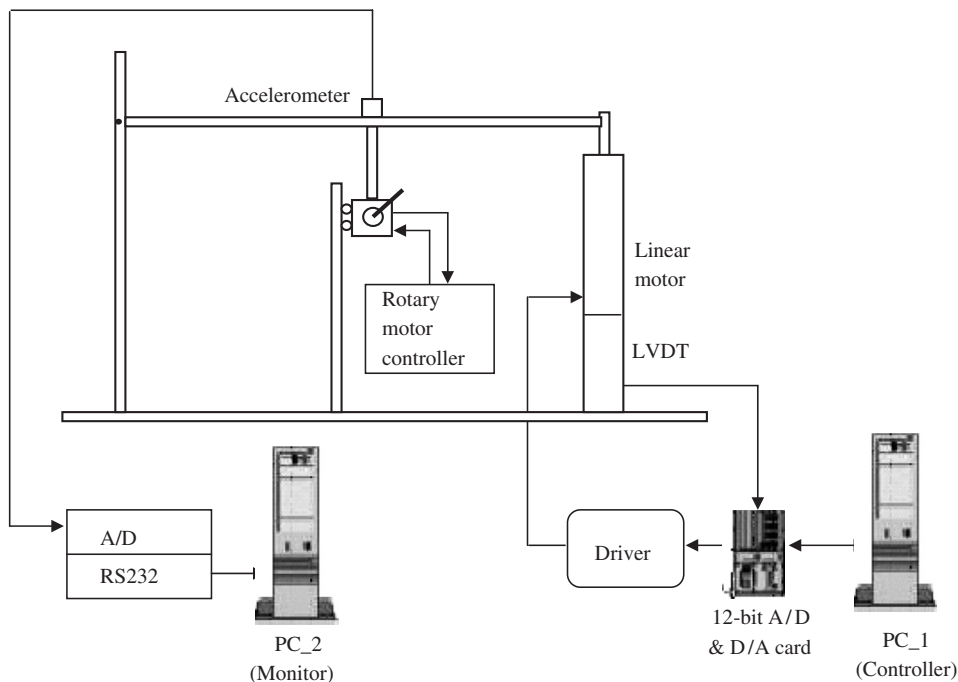 Accelerometer
Linear
motor
Rotary
motor
controller
LVDT
A/D
RS232
Driver
12-bit A/D
& D/A card
PC_2
(Monitor)
PC_1
(Controller)